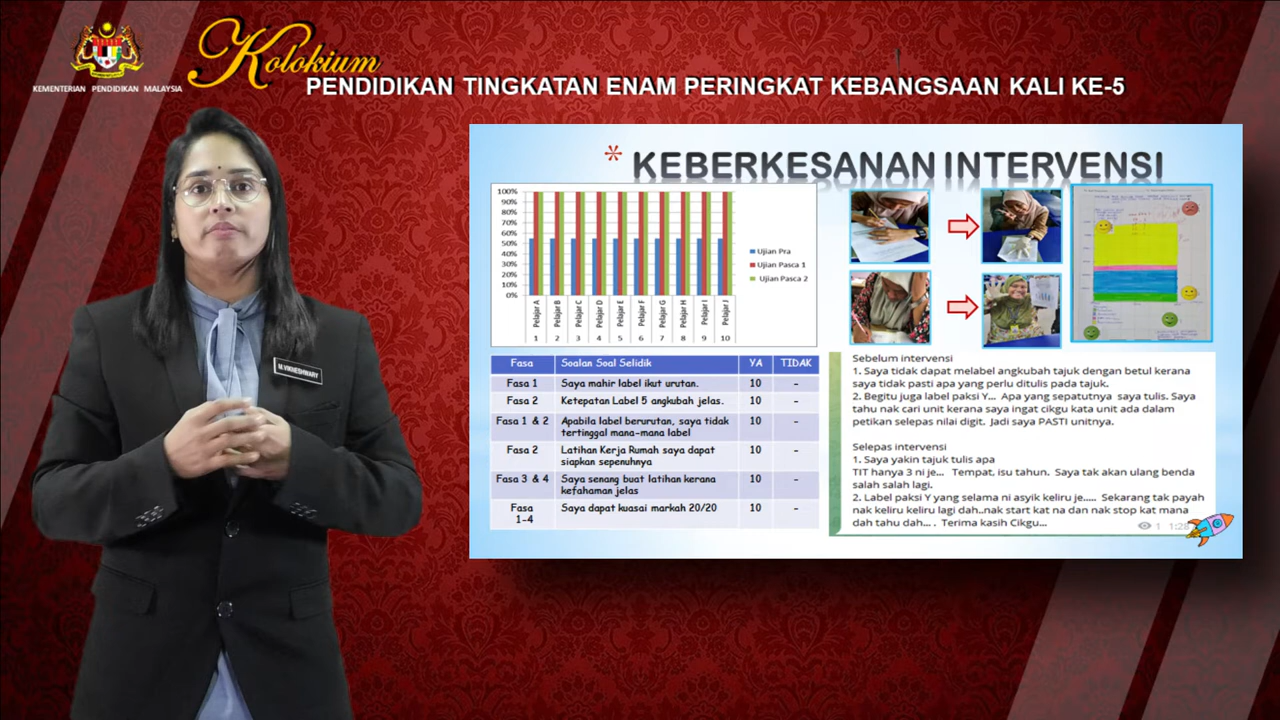 Kolokium
KEMENTERIAN PENDIDIKAN MALAYSIA
PENDIDIKAN TINGKATAN ENAM PERINGKAT KEBANGSAAN KALI KE-5
M.VIKNESHWARY
* KEBERKESANAN INTERVENSI
100%
90%
80%
70%
60%
50%
40%
30%
20%
10%
0%
Pelajar A Pelajar B Pelajar C Pelajar D Pelajar E Pelajar F Pelajar G Pelajar H Pelajar I Pelajar J
1 2 3 4 5 6 7 8 9 10
Ujian Pra
Ujian Pasca 1
Ujian Pasca 2
Fasa Soalan Soal Selidik YA TIDAK
Fasa 1 Saya mahir label ikut urutan. 10 -
Fasa 2 Ketepatan Label 5 angkubah jelas. 10 -
Fasa 1 & 2 Apabila label berurutan, saya tidak 10 -
tertinggal mana-mana label
Fasa 2 Latihan Kerja Rumah saya dapat 10 -
siapkan sepenuhnya
Fasa 3 & 4 Saya senang buat latihan kerana 10 -
kefahaman jelas
Fasa Saya dapat kuasai markah 20/20 10 -
1-4
Sebelum intervensi
1. Saya tidak dapat melabel angkubah tajuk dengan betul kerana
saya tidak pasti apa yang perlu ditulis pada tajuk.
2. Begitu juga label paksi Y... Apa yang sepatutnya saya tulis. Saya
tahu nak cari unit kerana saya ingat cikgu kata unit ada dalam
petikan selepas nilai digit. Jadi saya PASTI unitnya.
Selepas intervensi
1. Saya yakin tajuk tulis apa
TIT hanya 3 ni je... Tempat, isu tahun. Saya tak akan ulang benda
salah salah lagi.
2. Label paksi Y yang selama ni asyik keliru je..... Sekarang tak payah
nak keliru keliru lagi dah..nak start kat na dan nak stop kat mana
dah tahu dah... . Terima kasih Cikgu...
1 1:28